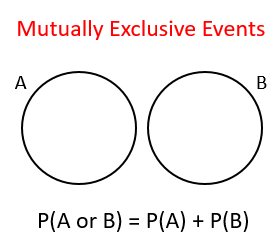 Mutually Exclusive Events
A
B
P(A or B) = P(A) + P(B)